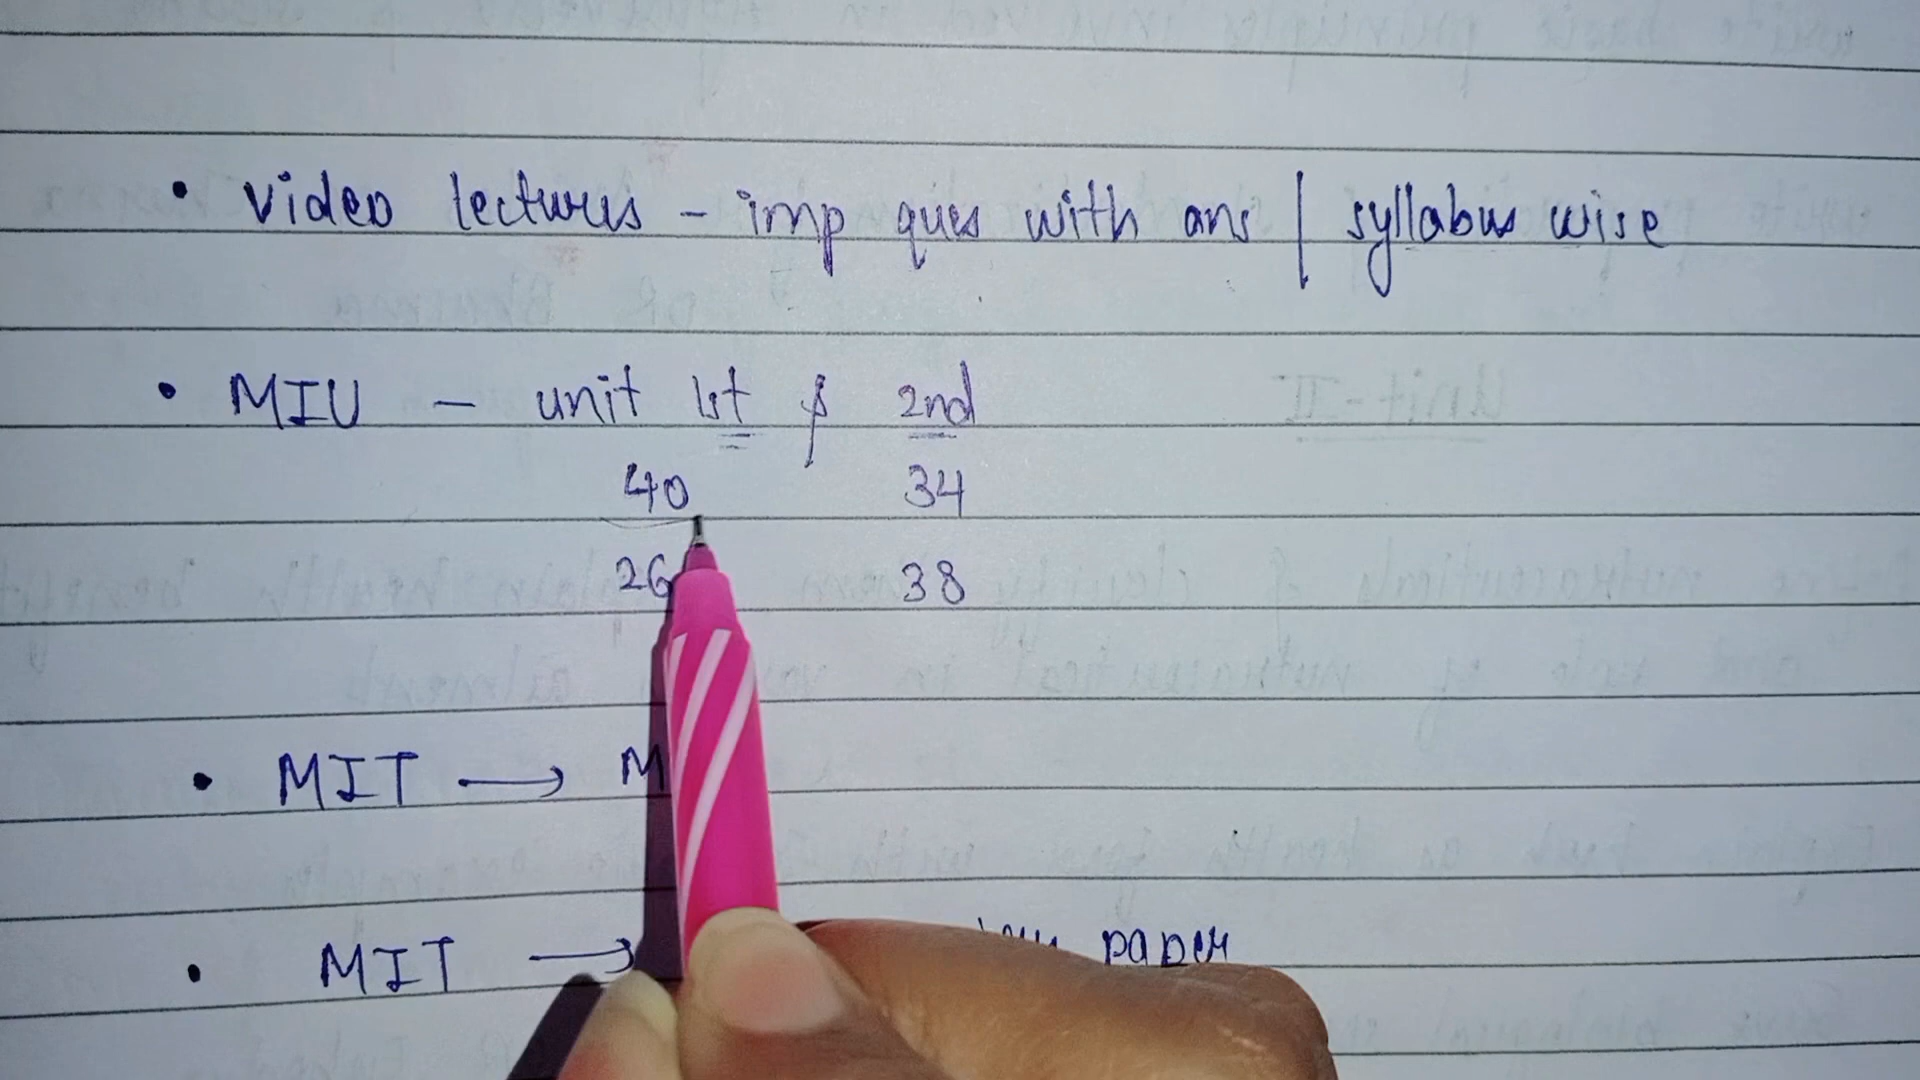 • Video lectures - imp ques with ans | syllabus wise
• MIU - unit 1st & 2nd
40 34
26 38
• MIT → M
• MIT → paper